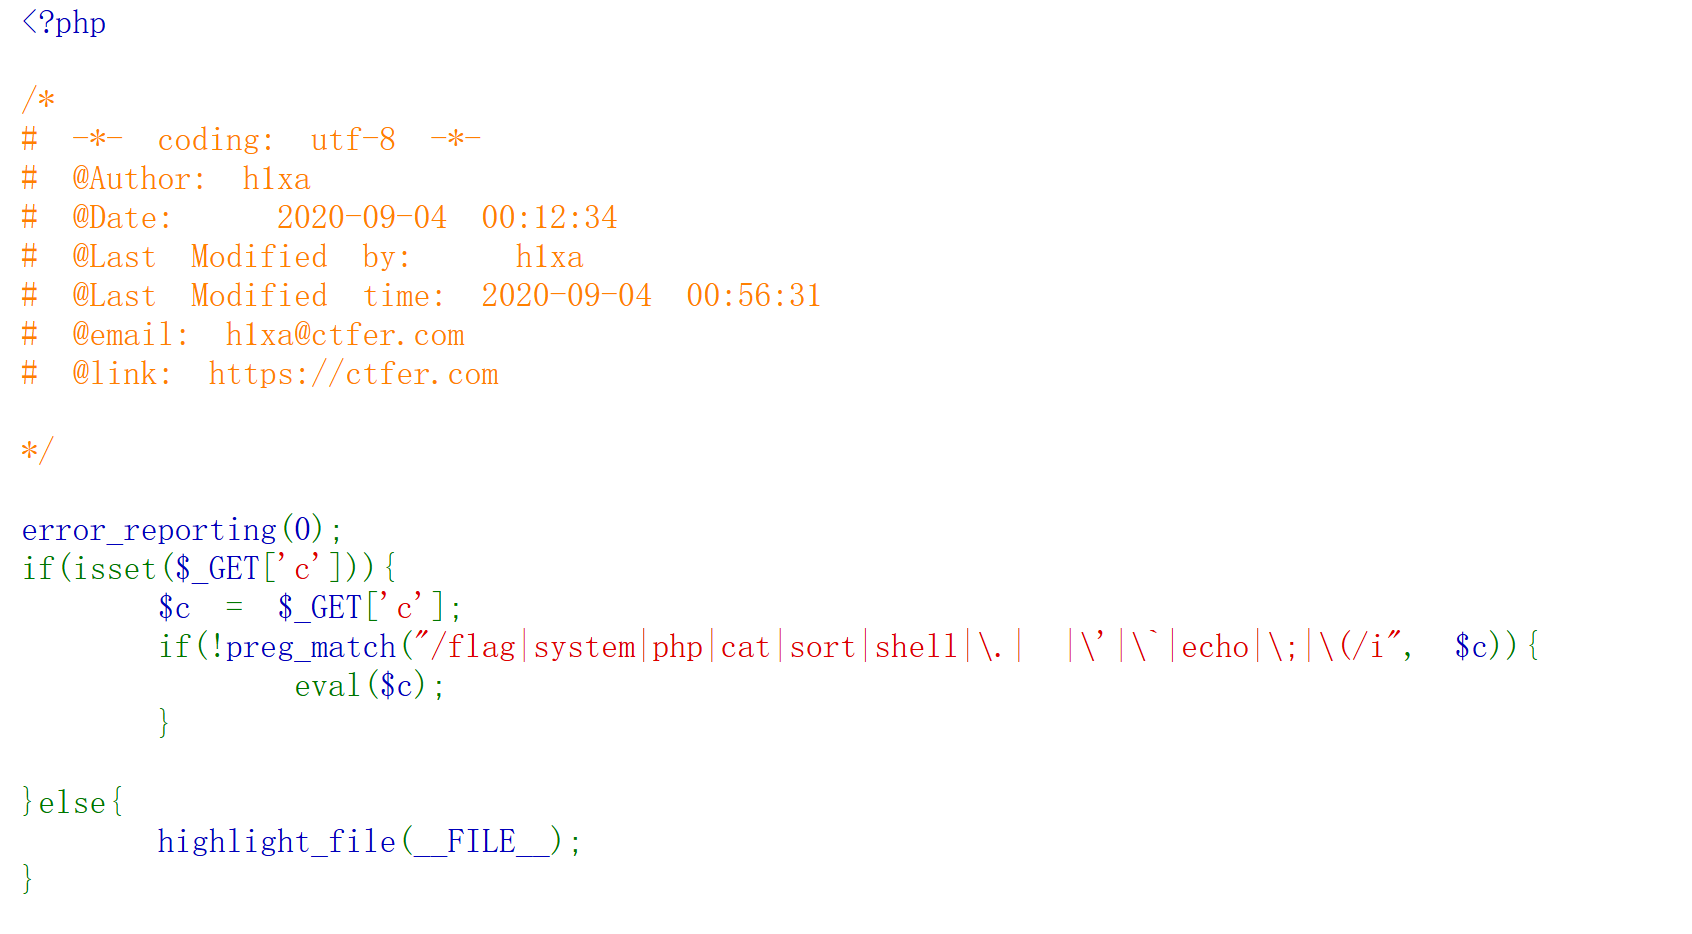 <?php

/*
# -*- coding: utf-8 -*-
# @Author: h1xa
# @Date:   2020-09-04 00:12:34
# @Last Modified by:   h1xa
# @Last Modified time: 2020-09-04 00:56:31
# @email: h1xa@ctfer.com
# @link: https://ctfer.com

*/

error_reporting(0);
if(isset($_GET['c'])){
    $c = $_GET['c'];
    if(!preg_match("/flag|system|php|cat|sort|shell|\.| |\'|\`|echo|\;|\(/i", $c)){
        eval($c);
    }

}else{
    highlight_file(__FILE__);
}